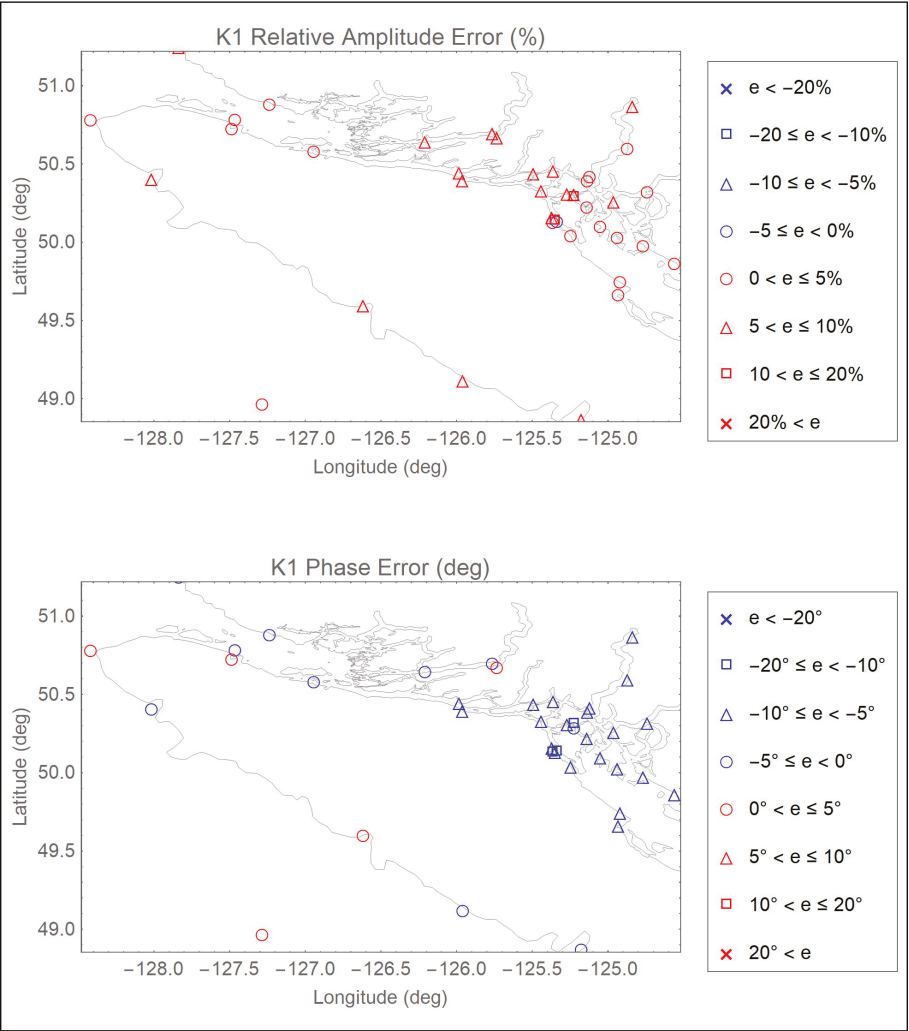 K1 Relative Amplitude Error (%)
51.0
50.5
50.0
49.5
49.0
Latitude (deg)
−128.0 −127.5 −127.0 −126.5 −126.0 −125.5 −125.0
Longitude (deg)
e < −20%
−20 ≤ e < −10%
−10 ≤ e < −5%
−5 ≤ e < 0%
0 < e ≤ 5%
5 < e ≤ 10%
10 < e ≤ 20%
20% < e
K1 Phase Error (deg)
51.0
50.5
50.0
49.5
49.0
Latitude (deg)
−128.0 −127.5 −127.0 −126.5 −126.0 −125.5 −125.0
Longitude (deg)
e < −20°
−20° ≤ e < −10°
−10° ≤ e < −5°
−5° ≤ e < 0°
0° < e ≤ 5°
5° < e ≤ 10°
10° < e ≤ 20°
20° < e